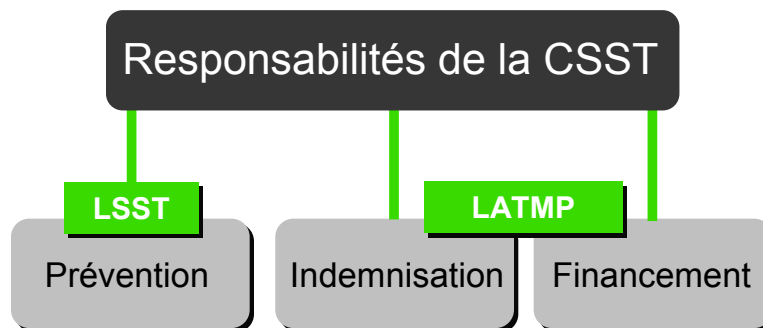 Responsabilités de la CSST
LSST
LATMP
Prévention
Indemnisation
Financement